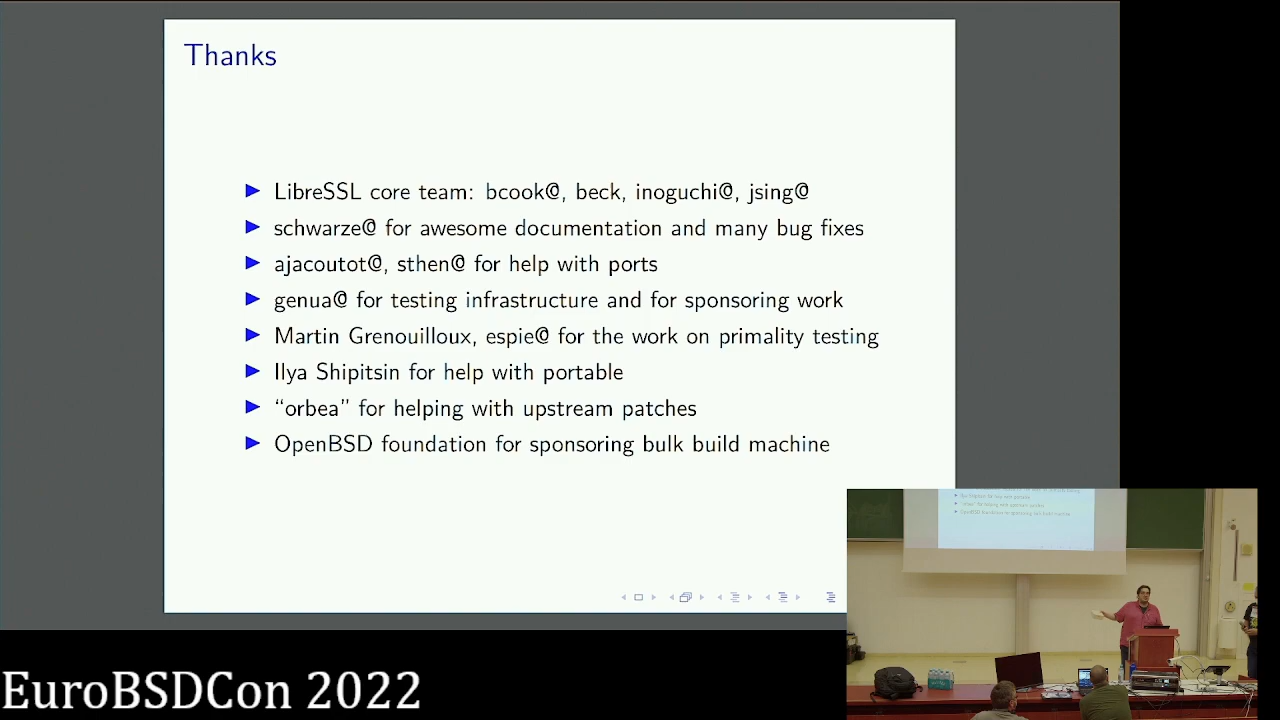 Thanks
LibreSSL core team: bcook@, beck, inoguchi@, jsing@
schwarze@ for awesome documentation and many bug fixes
ajacoutot@, sthen@ for help with ports
genua@ for testing infrastructure and for sponsoring work
Martin Grenouilloux, espie@ for the work on primality testing
Ilya Shipitsin for help with portable
“orbea” for helping with upstream patches
OpenBSD foundation for sponsoring bulk build machine
EuroBSDCon 2022